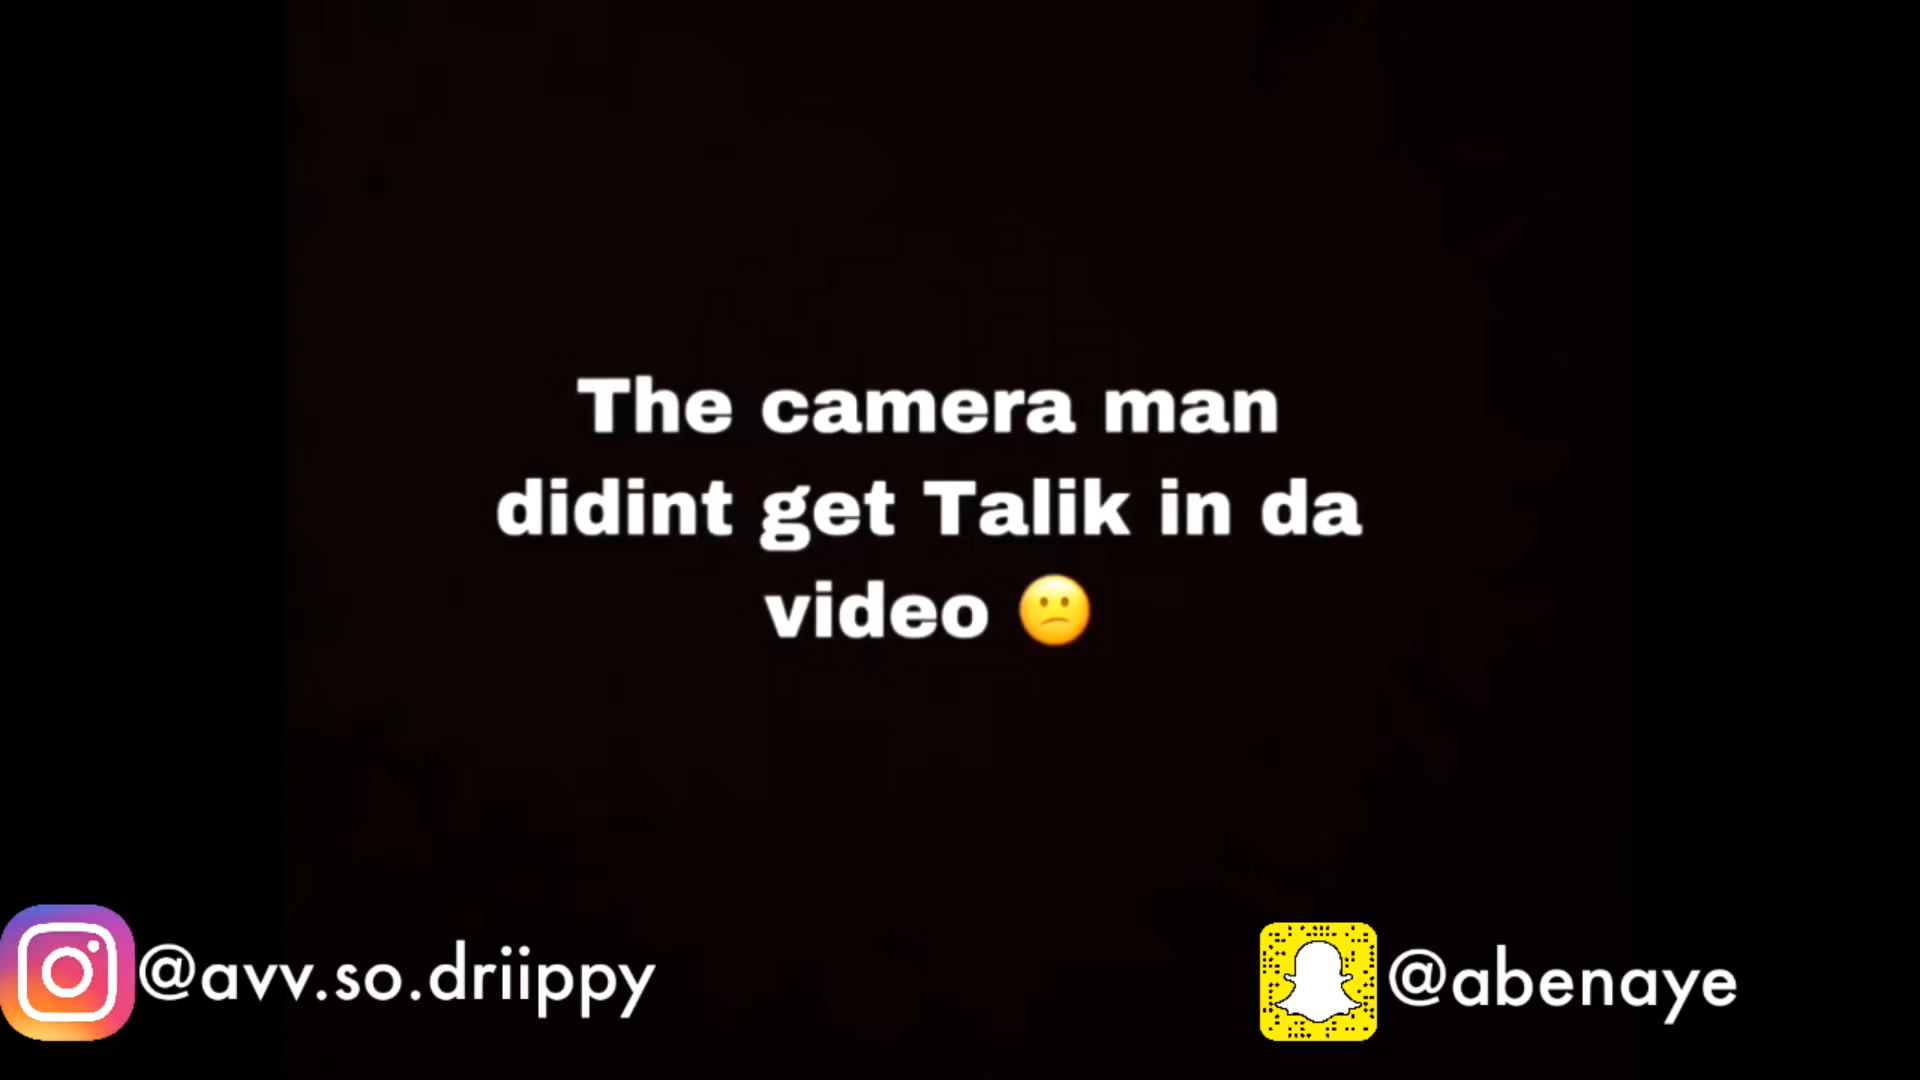 The camera man
didint get Talik in da
video 😕
@avv.so.driippy
@abenaye